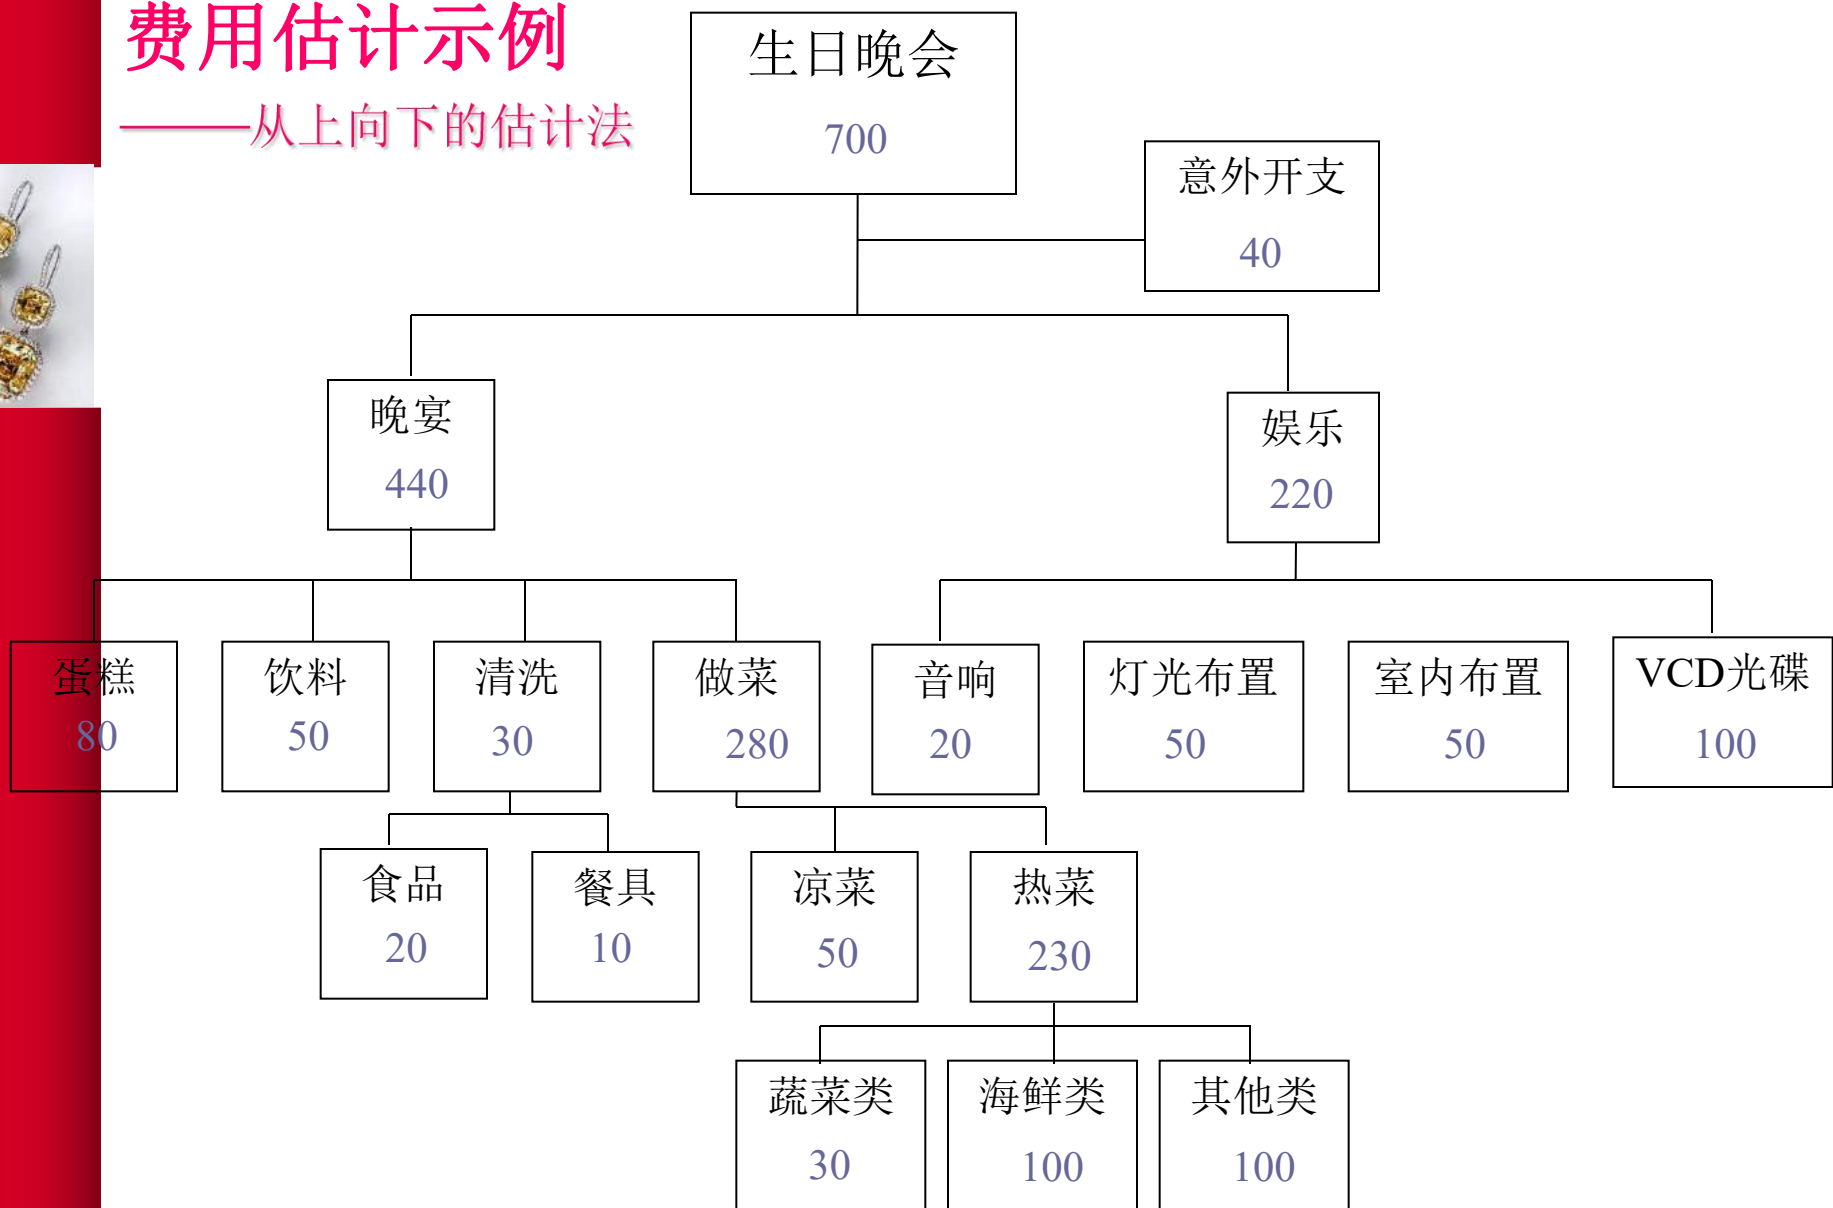 费用估计示例
———从上向下的估计法
生日晚会
700
意外开支
40
晚宴
440
娱乐
220
蛋糕
80
饮料
50
清洗
30
做菜
280
音响
20
灯光布置
50
室内布置
50
VCD光碟
100
食品
20
餐具
10
凉菜
50
热菜
230
蔬菜类
30
海鲜类
100
其他类
100